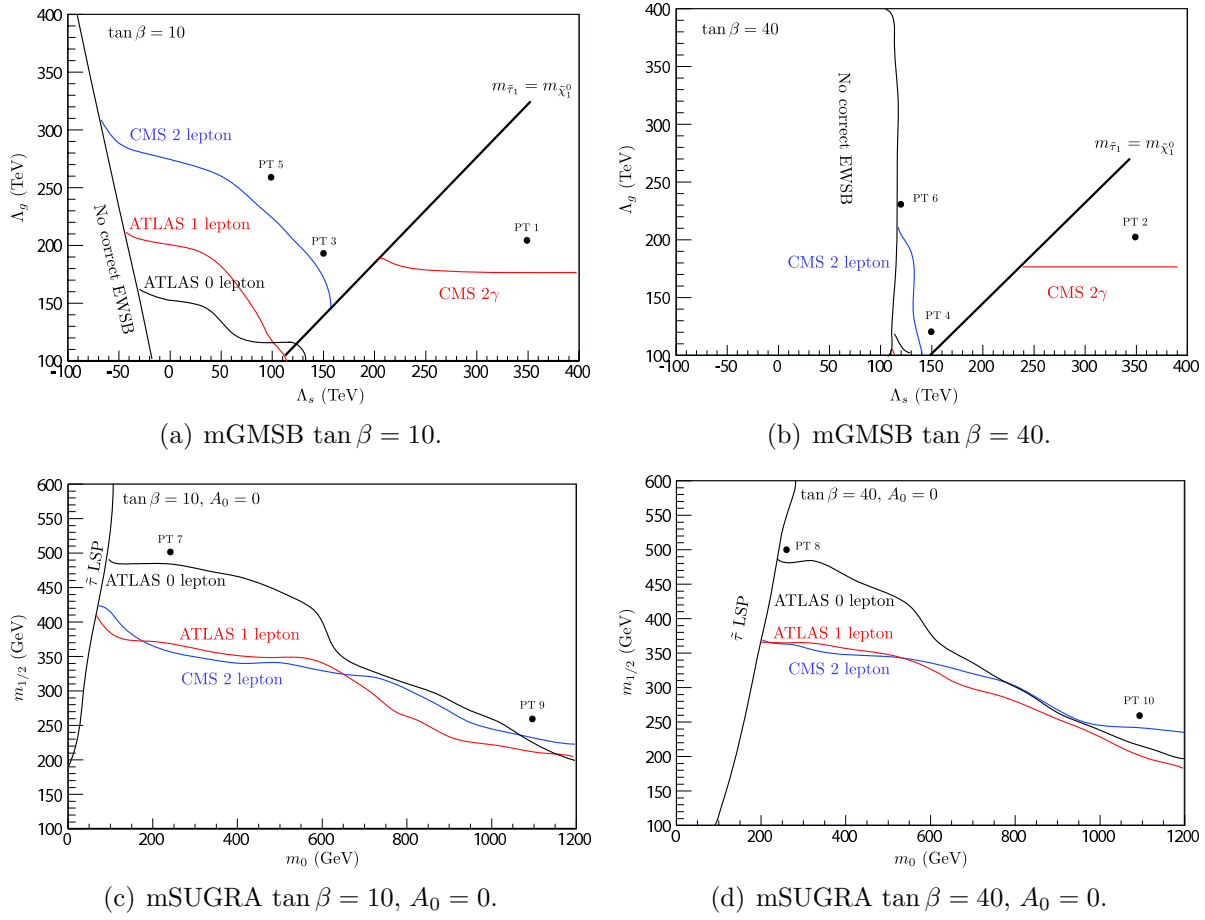 tan β = 10
No correct EWSB
CMS 2 lepton
ATLAS 1 lepton
ATLAS 0 lepton
PT 5
PT 3
PT 1
m_{τ̃_1} = m_{χ̃_1^0}
CMS 2γ
400
350
300
250
200
150
100
Λ_g (TeV)
-100 -50 0 50 100 150 200 250 300 350 400
Λ_s (TeV)
(a) mGMSB tan β = 10.
tan β = 40
No correct EWSB
CMS 2 lepton
PT 6
PT 4
PT 2
m_{τ̃_1} = m_{χ̃_1^0}
CMS 2γ
400
350
300
250
200
150
100
Λ_g (TeV)
-100 -50 0 50 100 150 200 250 300 350 400
Λ_s (TeV)
(b) mGMSB tan β = 40.
tan β = 10, A_0 = 0
τ̃ LSP
PT 7
ATLAS 0 lepton
ATLAS 1 lepton
CMS 2 lepton
PT 9
600
550
500
450
400
350
300
250
200
150
100
m_{1/2} (GeV)
0 200 400 600 800 1000 1200
m_0 (GeV)
(c) mSUGRA tan β = 10, A_0 = 0.
tan β = 40, A_0 = 0
τ̃ LSP
PT 8
ATLAS 0 lepton
ATLAS 1 lepton
CMS 2 lepton
PT 10
600
550
500
450
400
350
300
250
200
150
100
m_{1/2} (GeV)
0 200 400 600 800 1000 1200
m_0 (GeV)
(d) mSUGRA tan β = 40, A_0 = 0.